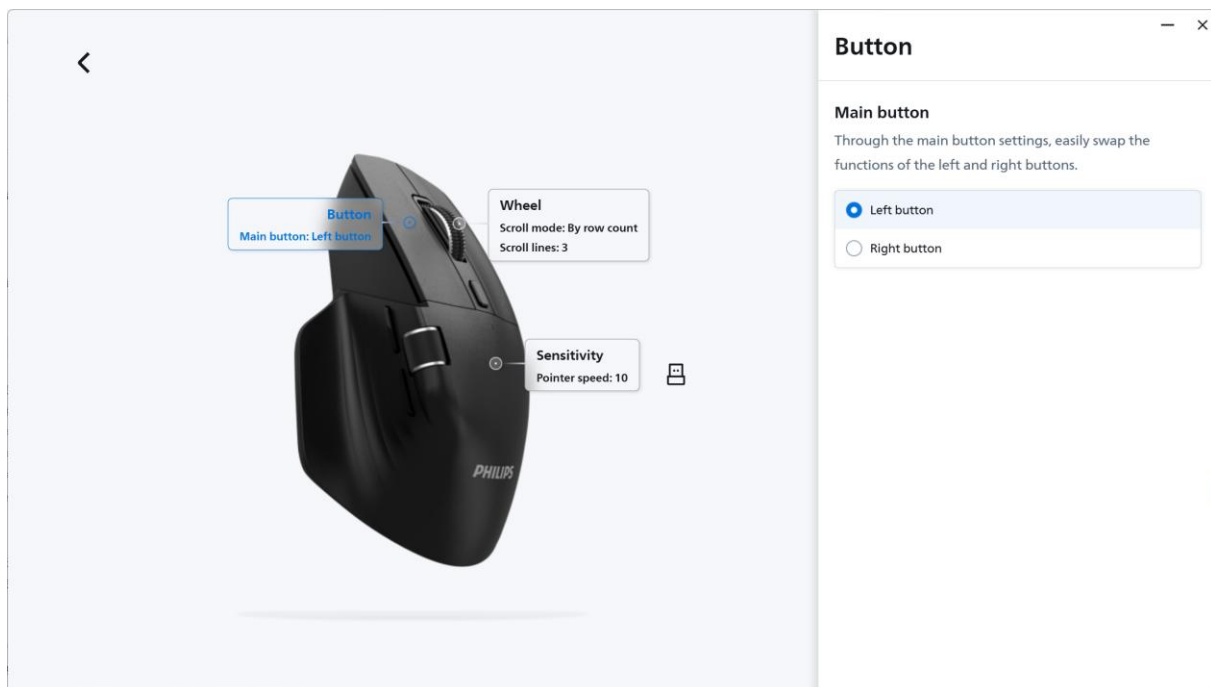 Button
Main button: Left button
Wheel
Scroll mode: By row count
Scroll lines: 3
Sensitivity
Pointer speed: 10
PHILIPS
Button
Main button
Through the main button settings, easily swap the
functions of the left and right buttons.
Left button
Right button